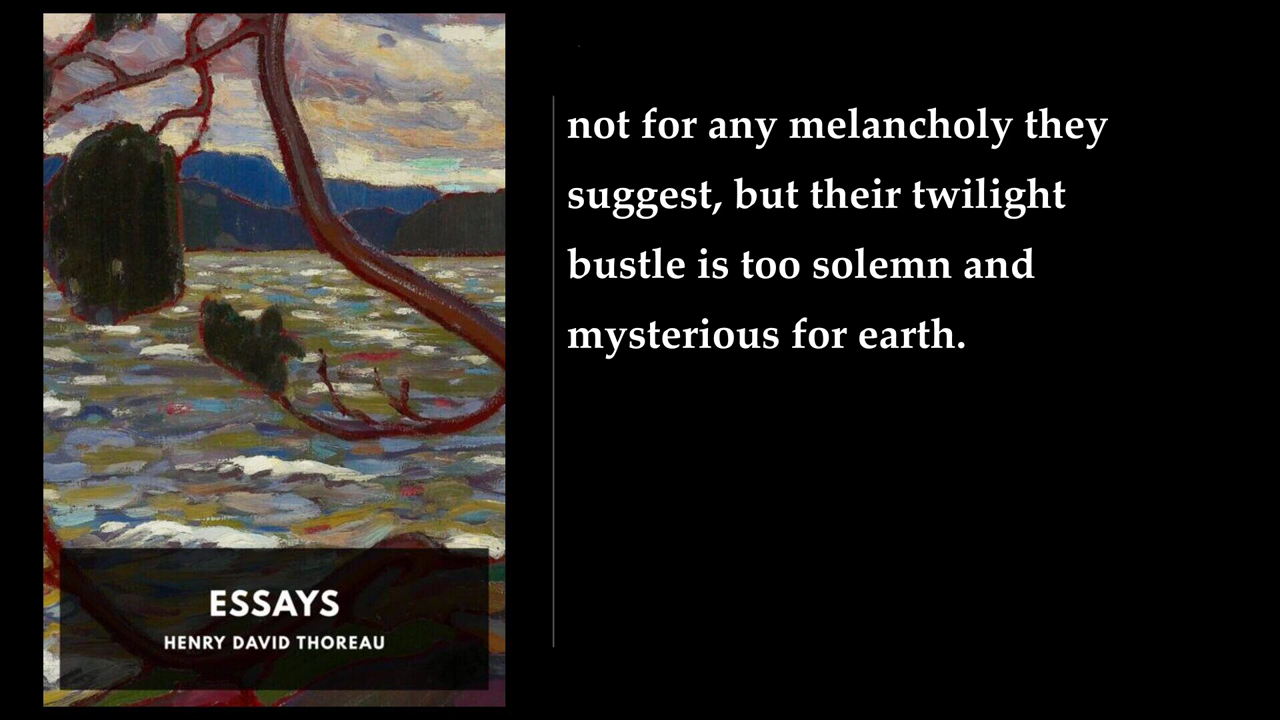 not for any melancholy they
suggest, but their twilight
bustle is too solemn and
mysterious for earth.
ESSAYS
HENRY DAVID THOREAU